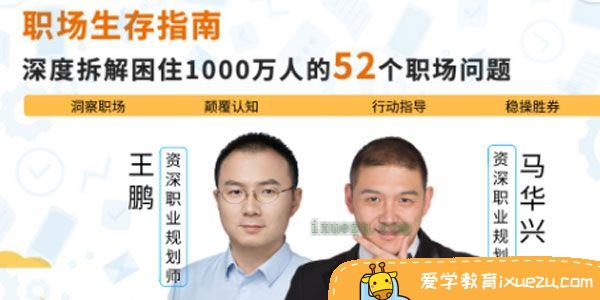 职场生存指南
深度拆解困住1000万人的52个职场问题
洞察职场 颠覆认知 行动指导 稳操胜券
王鹏
资深职业规划师
马华兴
资深职业规划师
爱学教育ixuezu.com